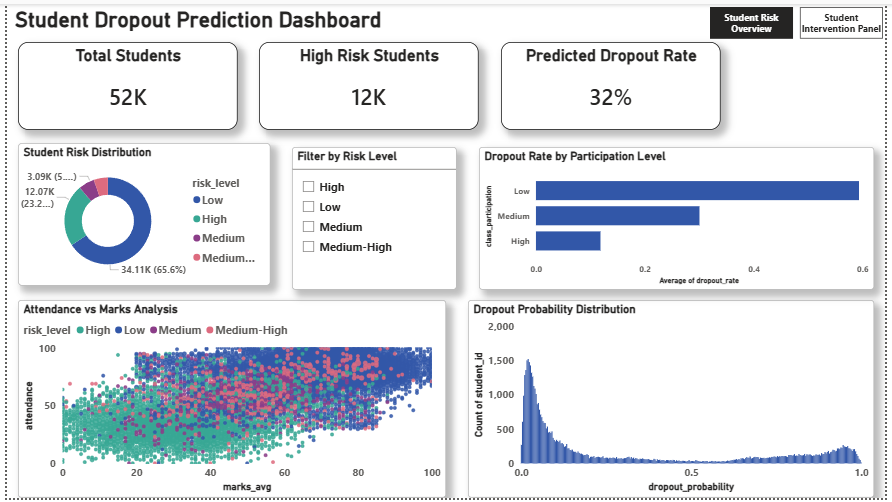 Student Dropout Prediction Dashboard
Student Risk
Overview
Student
Intervention Panel
Total Students
52K
High Risk Students
12K
Predicted Dropout Rate
32%
Student Risk Distribution
3.09K (5....)
12.07K
(23.2...)
34.11K (65.6%)
risk_level
Low
High
Medium
Medium...
Filter by Risk Level
High
Low
Medium
Medium-High
Dropout Rate by Participation Level
class_participation
Low
Medium
High
0.0 0.2 0.4 0.6
Average of dropout_rate
Attendance vs Marks Analysis
risk_level High Low Medium Medium-High
attendance
100
50
0
0 20 40 60 80 100
marks_avg
Dropout Probability Distribution
Count of student_id
2,000
1,500
1,000
500
0
0.0 0.5 1.0
dropout_probability